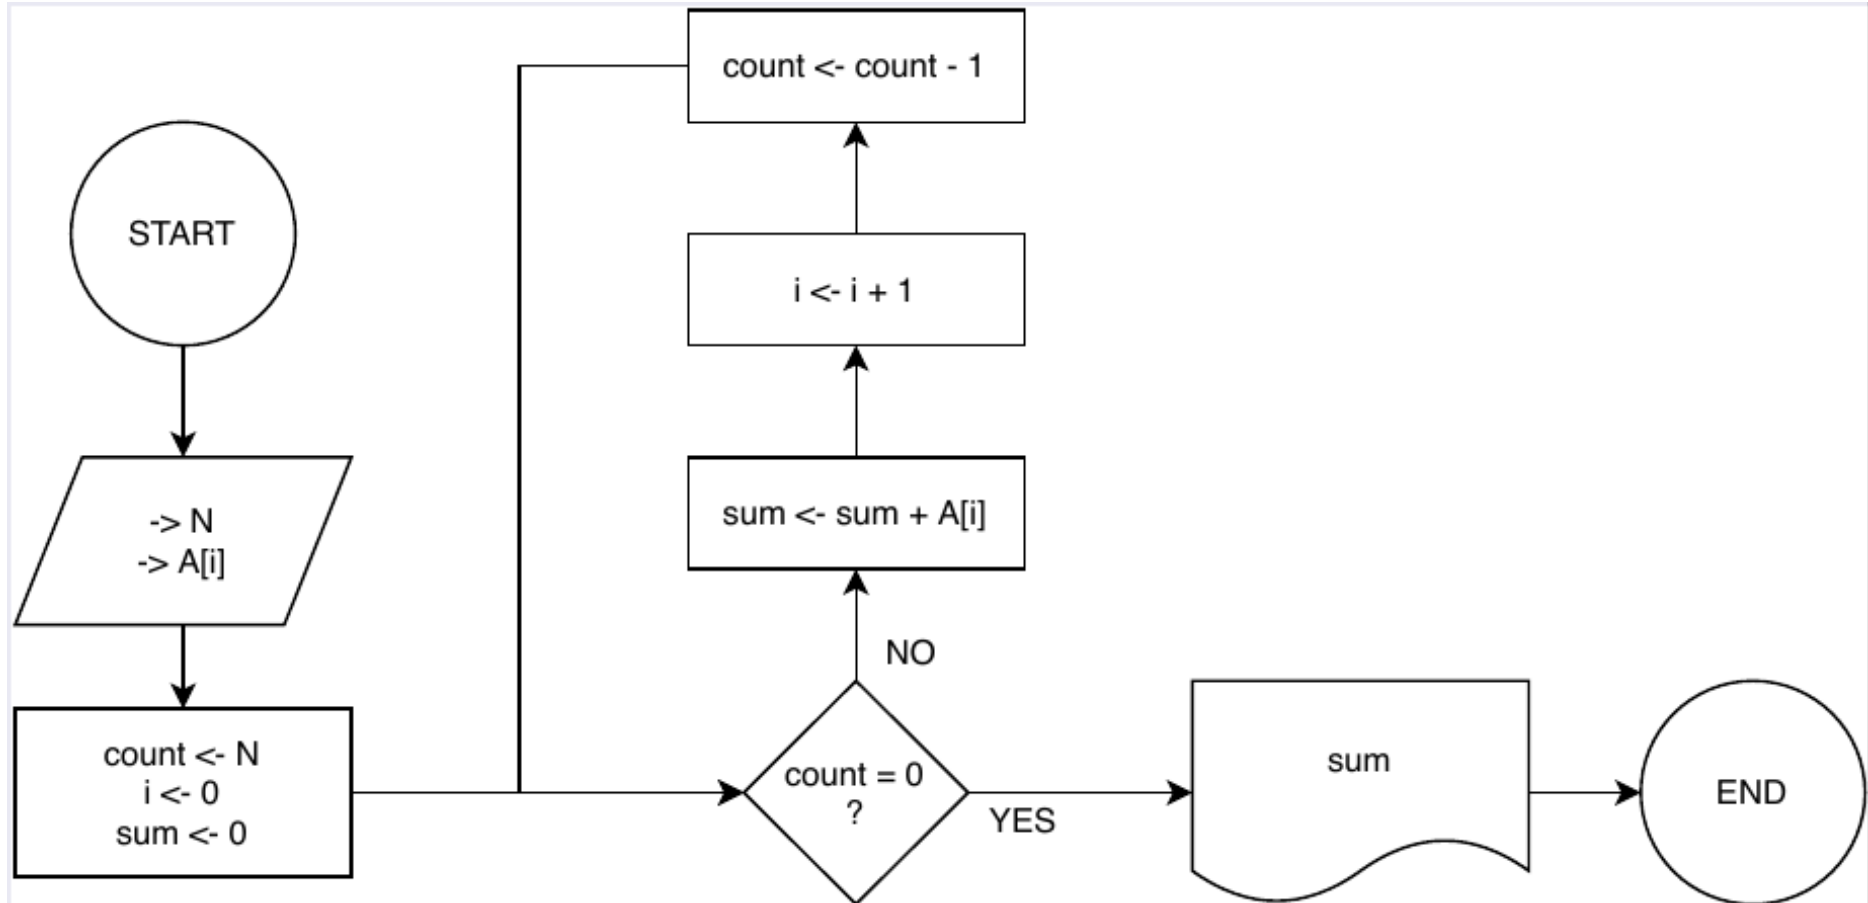 START
-> N
-> A[i]
count <- N
i <- 0
sum <- 0
count = 0
?
NO
sum <- sum + A[i]
i <- i + 1
count <- count - 1
YES
sum
END